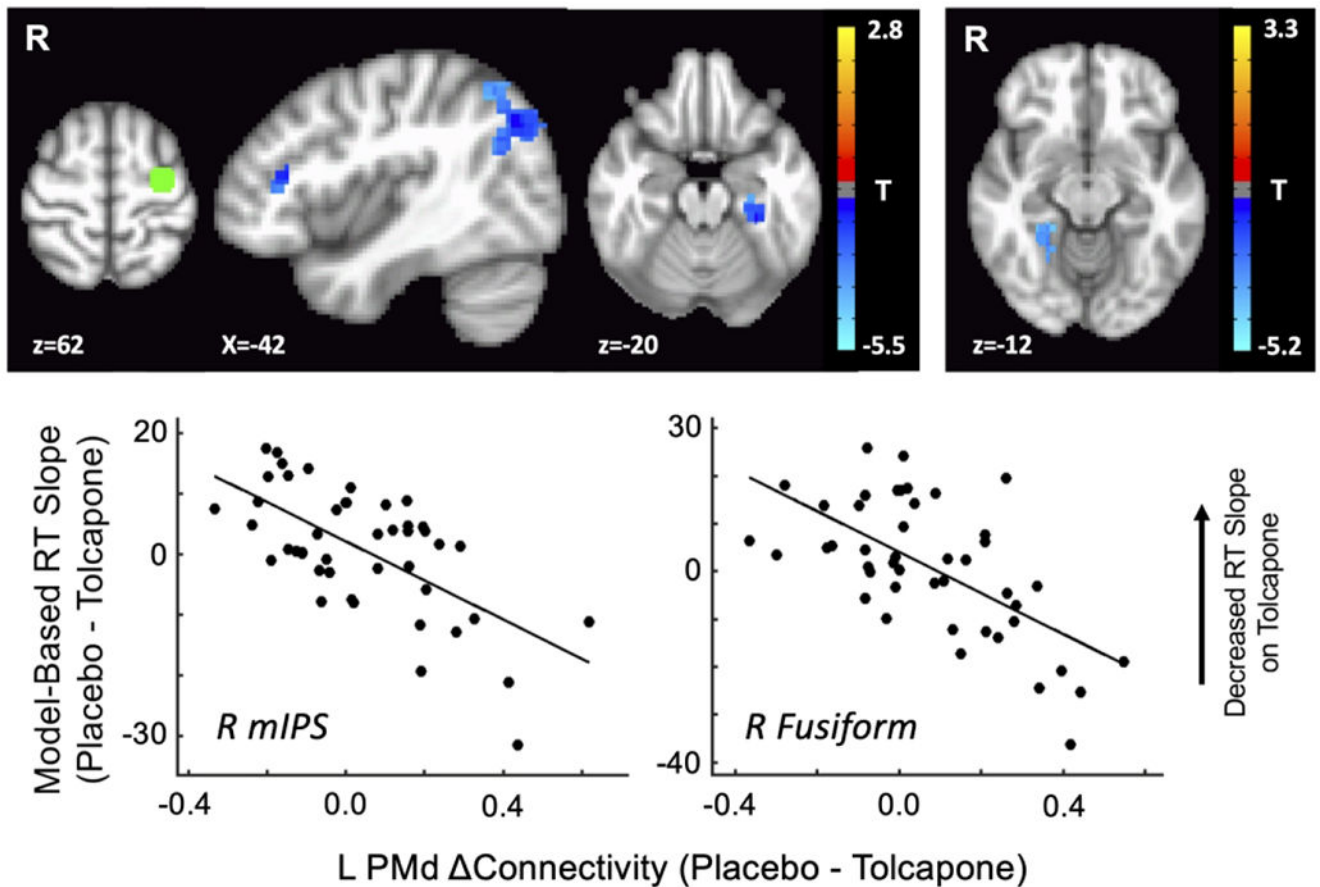 R
2.8
T
-5.5
z=62
X=-42
z=-20
R
3.3
T
-5.2
z=-12
Model-Based RT Slope
(Placebo - Tolcapone)
20
0
-30
R mIPS
-0.4
0.0
0.4
30
0
-40
R Fusiform
-0.4
0.0
0.4
Decreased RT Slope
on Tolcapone
L PMd ΔConnectivity (Placebo - Tolcapone)